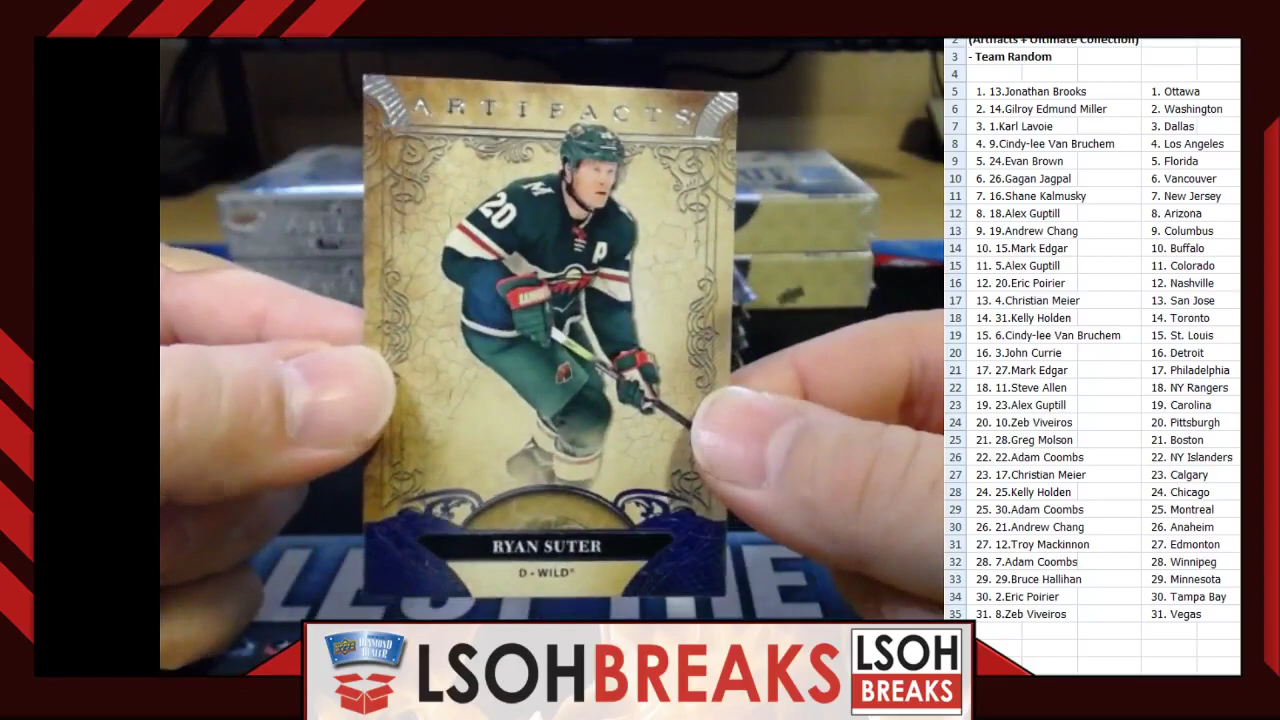 ARTIFACTS
M
20
A
RYAN SUTER
D - WILD
2 (Artifacts + Ultimate Collection)
3 - Team Random
4
5 1. 13.Jonathan Brooks 1. Ottawa
6 2. 14.Gilroy Edmund Miller 2. Washington
7 3. 1.Karl Lavoie 3. Dallas
8 4. 9.Cindy-lee Van Bruchem 4. Los Angeles
9 5. 24.Evan Brown 5. Florida
10 6. 26.Gagan Jagpal 6. Vancouver
11 7. 16.Shane Kalmusky 7. New Jersey
12 8. 18.Alex Guptill 8. Arizona
13 9. 19.Andrew Chang 9. Columbus
14 10. 15.Mark Edgar 10. Buffalo
15 11. 5.Alex Guptill 11. Colorado
16 12. 20.Eric Poirier 12. Nashville
17 13. 4.Christian Meier 13. San Jose
18 14. 31.Kelly Holden 14. Toronto
19 15. 6.Cindy-lee Van Bruchem 15. St. Louis
20 16. 3.John Currie 16. Detroit
21 17. 27.Mark Edgar 17. Philadelphia
22 18. 11.Steve Allen 18. NY Rangers
23 19. 23.Alex Guptill 19. Carolina
24 20. 10.Zeb Viveiros 20. Pittsburgh
25 21. 28.Greg Molson 21. Boston
26 22. 22.Adam Coombs 22. NY Islanders
27 23. 17.Christian Meier 23. Calgary
28 24. 25.Kelly Holden 24. Chicago
29 25. 30.Adam Coombs 25. Montreal
30 26. 21.Andrew Chang 26. Anaheim
31 27. 12.Troy Mackinnon 27. Edmonton
32 28. 7.Adam Coombs 28. Winnipeg
33 29. 29.Bruce Hallihan 29. Minnesota
34 30. 2.Eric Poirier 30. Tampa Bay
35 31. 8.Zeb Viveiros 31. Vegas
DIAMOND
DEALER
LSOHBREAKS
LSOH
BREAKS